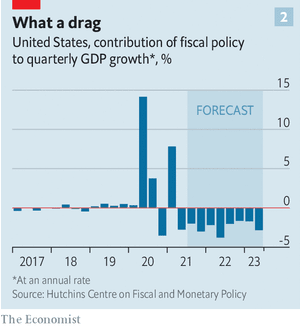 What a drag
2
United States, contribution of fiscal policy
to quarterly GDP growth*, %
15
FORECAST
10
5
0
-5
2017 18 19 20 21 22 23
*At an annual rate
Source: Hutchins Centre on Fiscal and Monetary Policy
The Economist